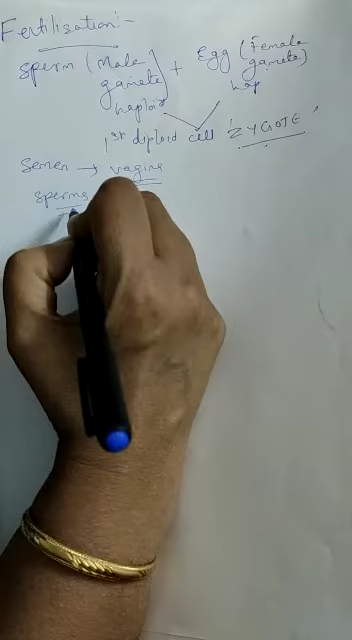 Fertilisation:-
Sperm (Male gamete) + Egg (Female gamete)
haploid hap
1st diploid cell 'ZYGOTE'
Semen → vagina
Sperms